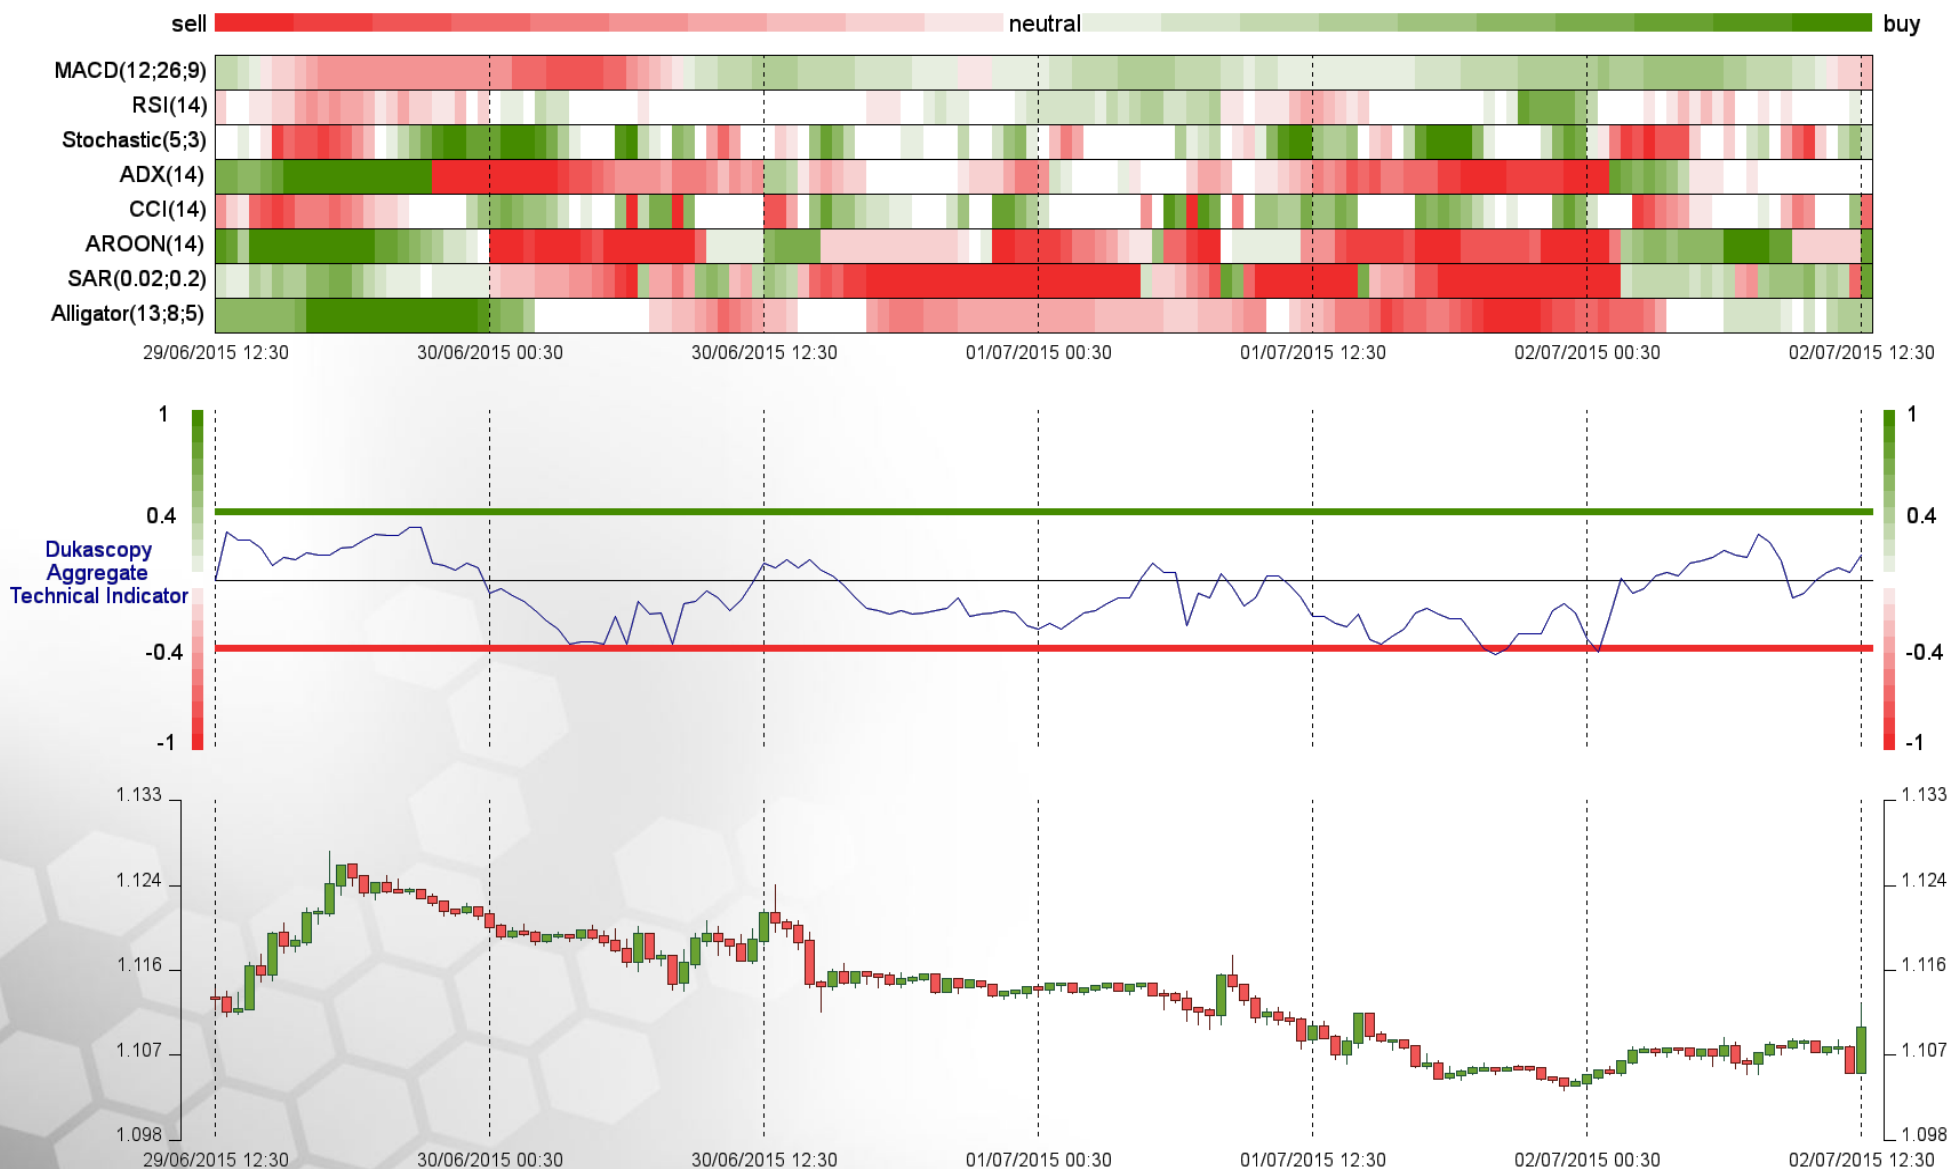 sell neutral buy
MACD(12;26;9)
RSI(14)
Stochastic(5;3)
ADX(14)
CCI(14)
AROON(14)
SAR(0.02;0.2)
Alligator(13;8;5)
29/06/2015 12:30 30/06/2015 00:30 30/06/2015 12:30 01/07/2015 00:30 01/07/2015 12:30 02/07/2015 00:30 02/07/2015 12:30
1 1
0.4 0.4
Dukascopy
Aggregate
Technical Indicator
-0.4 -0.4
-1 -1
1.133 1.133
1.124 1.124
1.116 1.116
1.107 1.107
1.098 1.098
29/06/2015 12:30 30/06/2015 00:30 30/06/2015 12:30 01/07/2015 00:30 01/07/2015 12:30 02/07/2015 00:30 02/07/2015 12:30